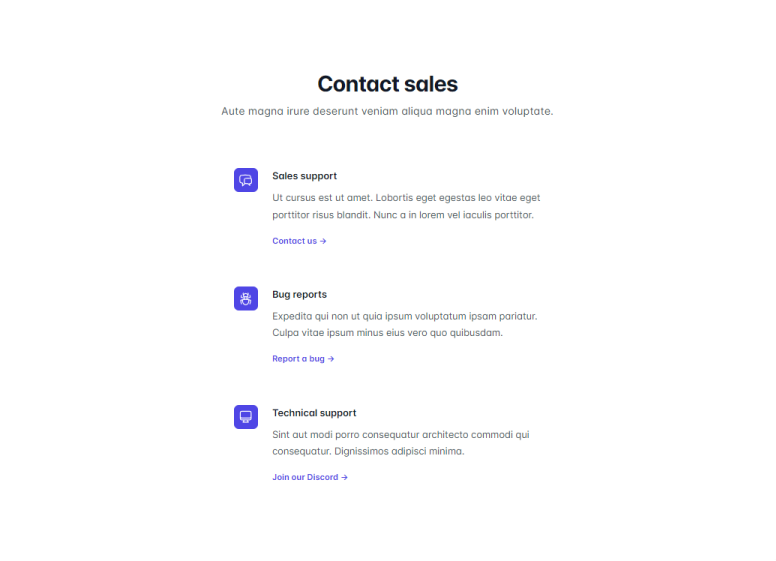 Contact sales
Aute magna irure deserunt veniam aliqua magna enim voluptate.
Sales support
Ut cursus est ut amet. Lobortis eget egestas leo vitae eget
porttitor risus blandit. Nunc a in lorem vel iaculis porttitor.
Contact us →
Bug reports
Expedita qui non ut quia ipsum voluptatum ipsam pariatur.
Culpa vitae ipsum minus eius vero quo quibusdam.
Report a bug →
Technical support
Sint aut modi porro consequatur architecto commodi qui
consequatur. Dignissimos adipisci minima.
Join our Discord →